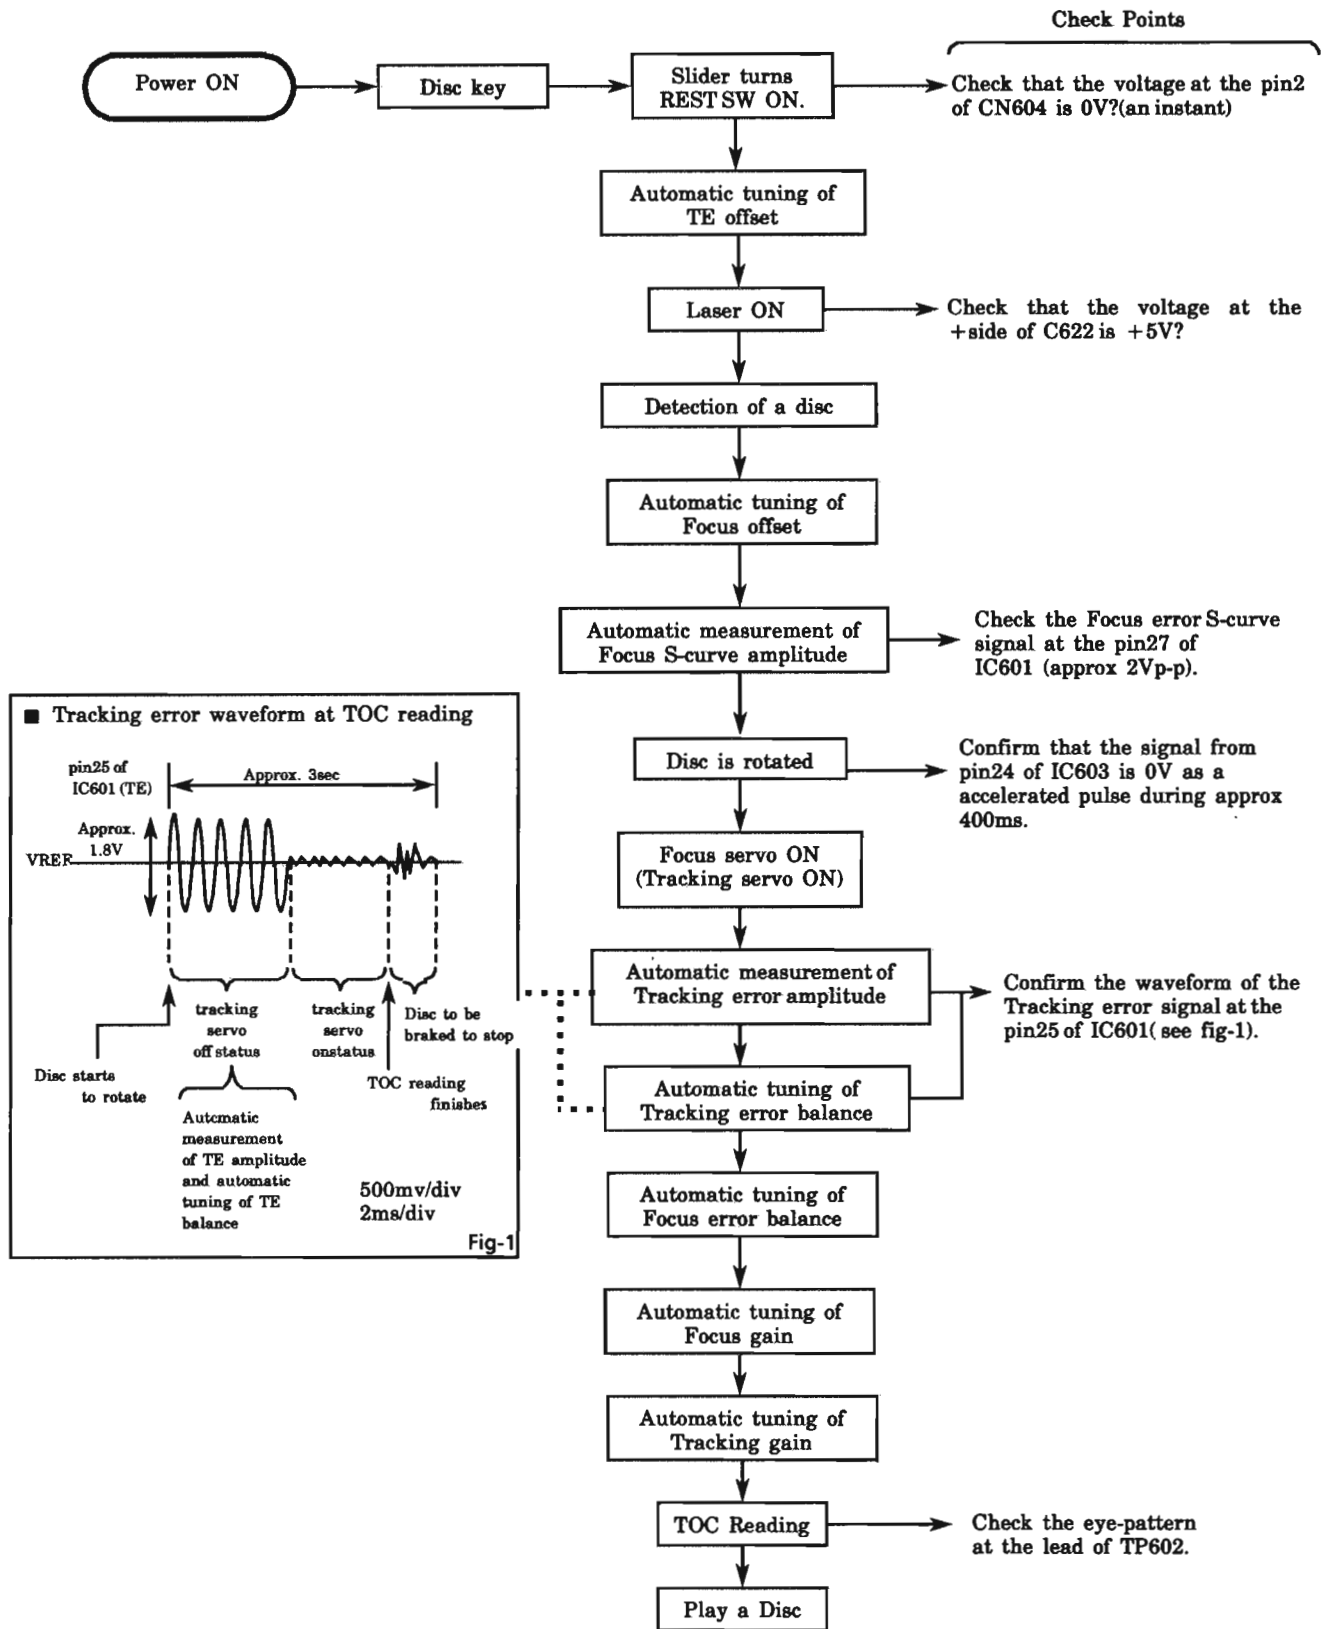 Check Points
Power ON
Disc key
Slider turns
REST SW ON.
Check that the voltage at the pin2
of CN604 is 0V?(an instant)
Automatic tuning of
TE offset
Laser ON
Check that the voltage at the
+side of C622 is +5V?
Detection of a disc
Automatic tuning of
Focus offset
Automatic measurement of
Focus S-curve amplitude
Check the Focus error S-curve
signal at the pin27 of
IC601 (approx 2Vp-p).
Disc is rotated
Confirm that the signal from
pin24 of IC603 is 0V as a
accelerated pulse during approx
400ms.
Focus servo ON
(Tracking servo ON)
Automatic measurement of
Tracking error amplitude
Confirm the waveform of the
Tracking error signal at the
pin25 of IC601( see fig-1).
Automatic tuning of
Tracking error balance
Automatic tuning of
Focus error balance
Automatic tuning of
Focus gain
Automatic tuning of
Tracking gain
TOC Reading
Check the eye-pattern
at the lead of TP602.
Play a Disc
■ Tracking error waveform at TOC reading
pin25 of
IC601 (TE)
Approx. 3sec
Approx.
1.8V
VREF
tracking
servo
off status
tracking
servo
onstatus
Disc to be
braked to stop
Disc starts
to rotate
TOC reading
finishes
Automatic
measurement
of TE amplitude
and automatic
tuning of TE
balance
500mv/div
2ms/div
Fig-1